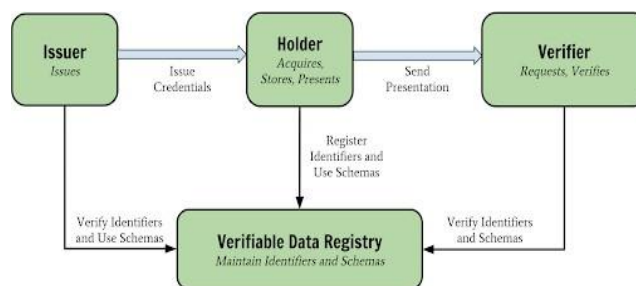 Issuer
Issues
Issue
Credentials
Holder
Acquires,
Stores, Presents
Send
Presentation
Verifier
Requests, Verifies
Register
Identifiers and
Use Schemas
Verify Identifiers
and Use Schemas
Verifiable Data Registry
Maintain Identifiers and Schemas
Verify Identifiers
and Schemas